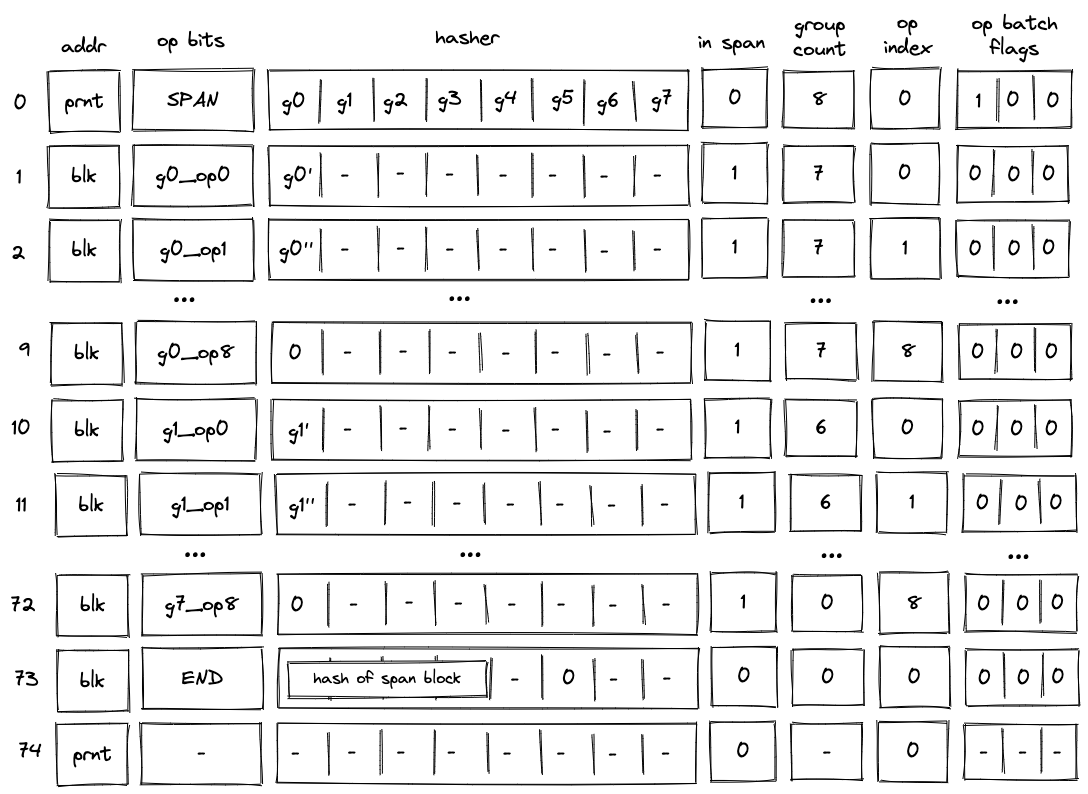 addr op bits hasher in span group count op index op batch flags
0 prnt SPAN g0 g1 g2 g3 g4 g5 g6 g7 0 8 0 1 0 0
1 blk g0_op0 g0' - - - - - - - 1 7 0 0 0 0
2 blk g0_op1 g0'' - - - - - - - 1 7 1 0 0 0
... ... ... ...
9 blk g0_op8 0 - - - - - - - 1 7 8 0 0 0
10 blk g1_op0 g1' - - - - - - - 1 6 0 0 0 0
11 blk g1_op1 g1'' - - - - - - - 1 6 1 0 0 0
... ... ... ...
72 blk g7_op8 0 - - - - - - - 1 0 8 0 0 0
73 blk END hash of span block - 0 - - 0 0 0 0 0 0
74 prnt - - - - - - - - - 0 - 0 - - -